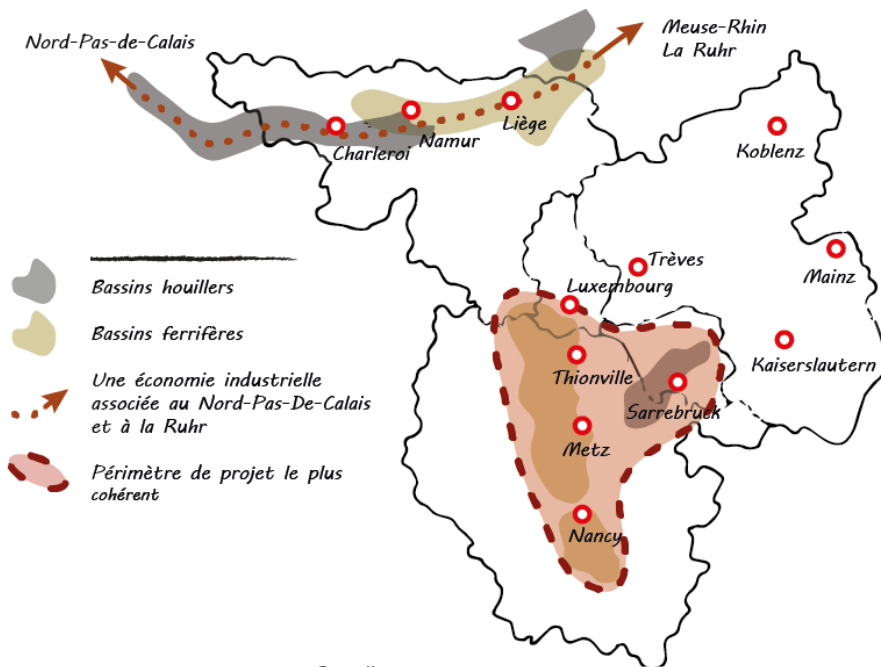 Nord-Pas-de-Calais
Meuse-Rhin
La Ruhr
Charleroi
Namur
Liège
Koblenz
Trèves
Luxembourg
Mainz
Kaiserslautern
Thionville
Sarrebruck
Metz
Nancy
Bassins houillers
Bassins ferrifères
Une économie industrielle
associée au Nord-Pas-De-Calais
et à la Ruhr
Périmètre de projet le plus
cohérent